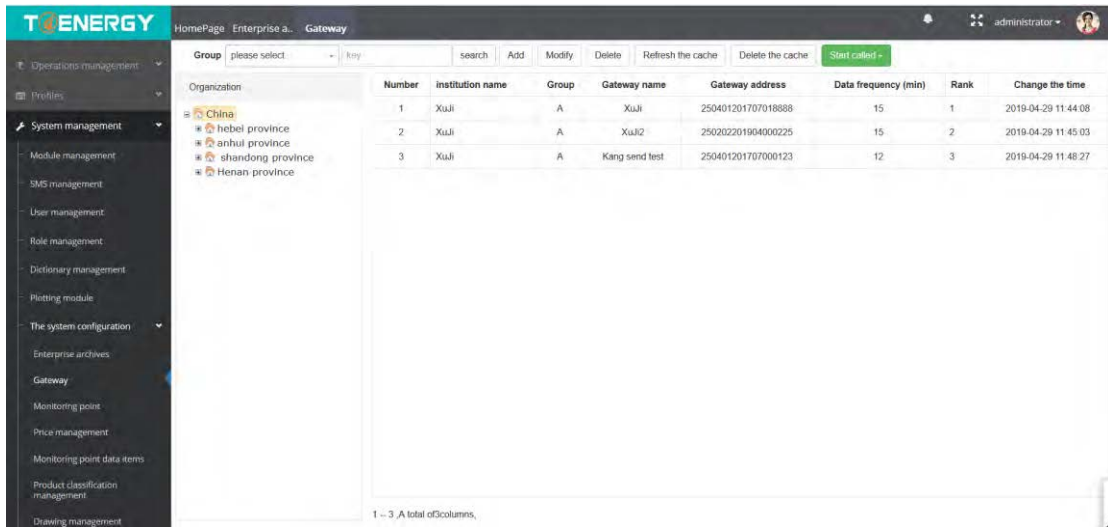 TCENERGY
HomePage Enterprise a.. Gateway
administrator
Operations management
Profiles
System management
Module management
SMS management
User management
Role management
Dictionary management
Plotting module
The system configuration
Enterprise archives
Gateway
Monitoring point
Price management
Monitoring point data items
Product classification
management
Drawing management
Group please select key search Add Modify Delete Refresh the cache Delete the cache Start called
Organization
China
hebei province
anhui province
shandong province
Henan province
Number institution name Group Gateway name Gateway address Data frequency (min) Rank Change the time
1 XuJi A XuJi 250401201707018888 15 1 2019-04-29 11:44:08
2 XuJi A XuJi2 250202201904000225 15 2 2019-04-29 11:45:03
3 XuJi A Kang send test 250401201707000123 12 3 2019-04-29 11:48:27
1 -- 3 ,A total of3columns,